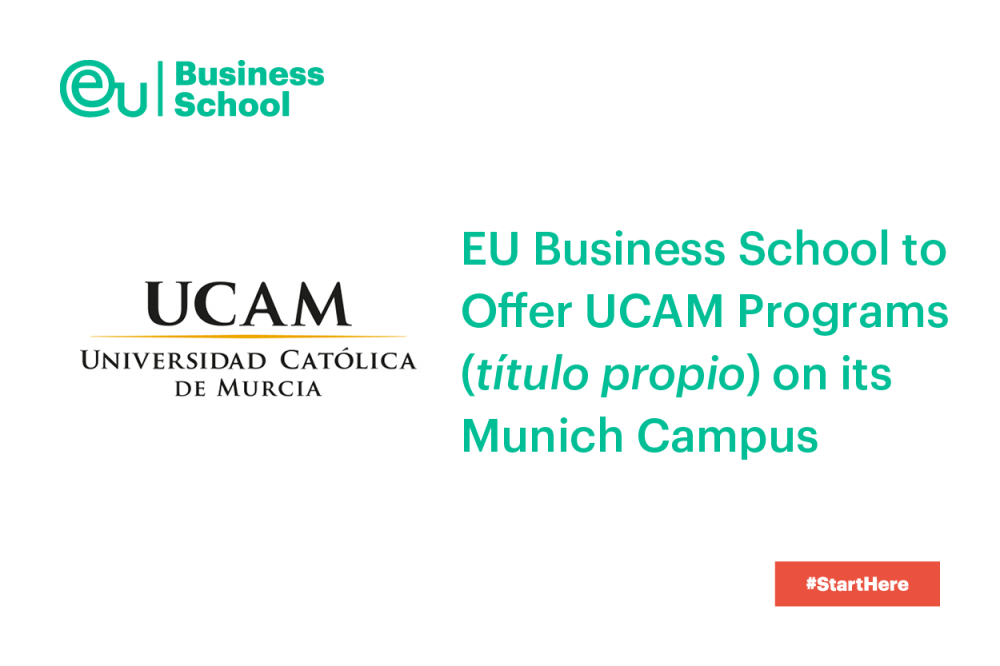 eu Business
School
UCAM
UNIVERSIDAD CATÓLICA
DE MURCIA
EU Business School to
Offer UCAM Programs
(título propio) on its
Munich Campus
#StartHere